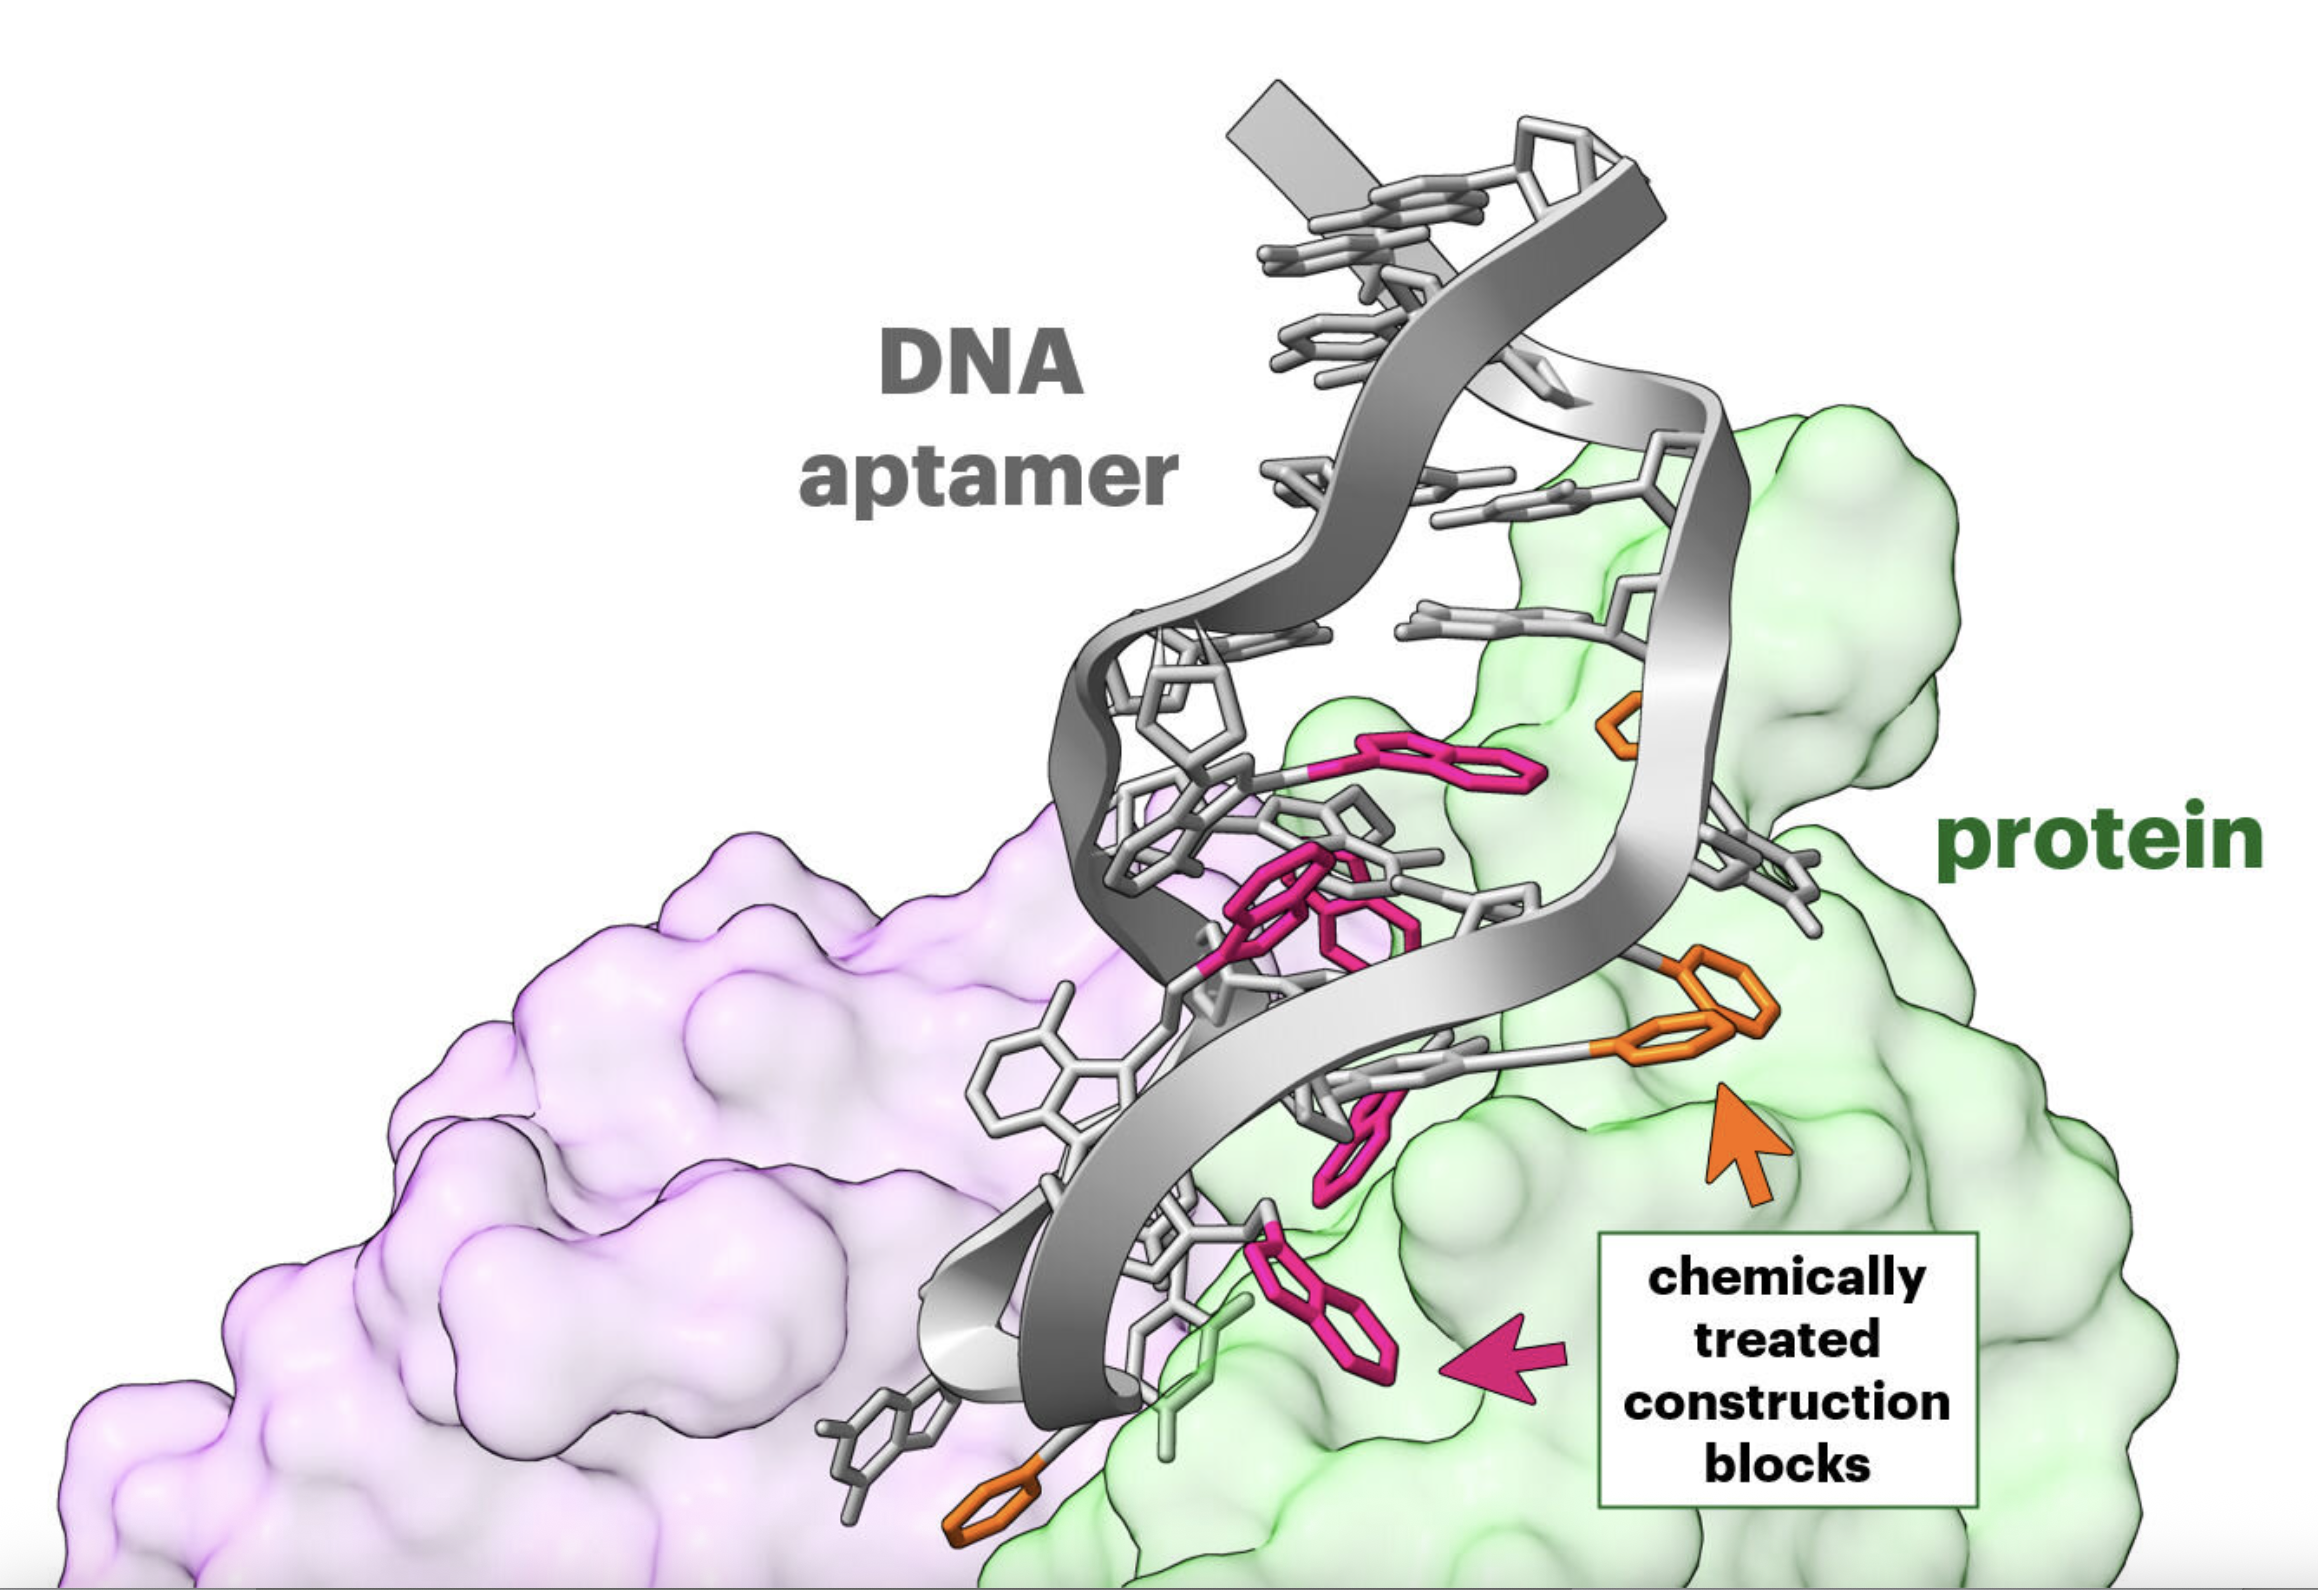 DNA
aptamer
protein
chemically
treated
construction
blocks